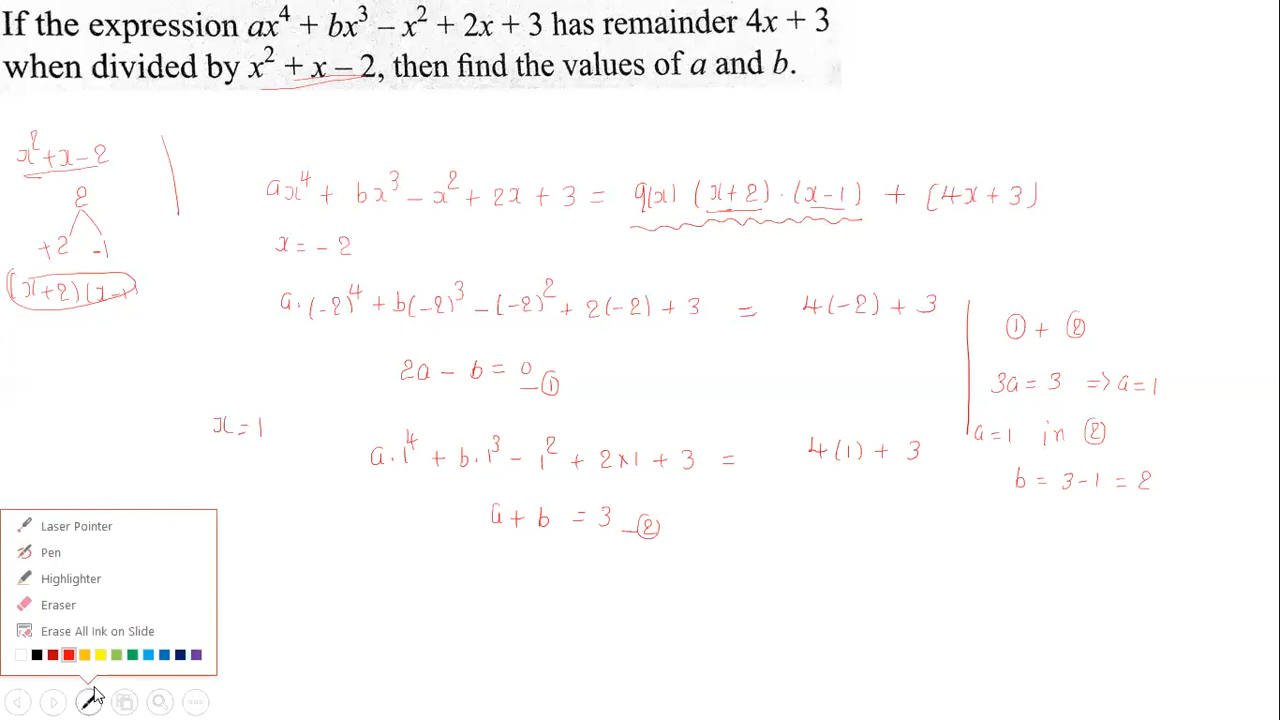 If the expression ax⁴ + bx³ – x² + 2x + 3 has remainder 4x + 3
when divided by x² + x – 2, then find the values of a and b.
x² + x – 2
2
+2 -1
(x+2)(x-1
ax⁴ + bx³ – x² + 2x + 3 = q(x) (x+2) · (x-1) + (4x + 3)
x = – 2
a·(-2)⁴ + b(-2)³ – (-2)² + 2(-2) + 3 = 4(-2) + 3
2a – b = 0 – ①
x = 1
a·1⁴ + b·1³ – 1² + 2×1 + 3 = 4(1) + 3
a + b = 3 – ②
① + ②
3a = 3 => a = 1
a = 1 in ②
b = 3 - 1 = 2
Laser Pointer
Pen
Highlighter
Eraser
Erase All Ink on Slide